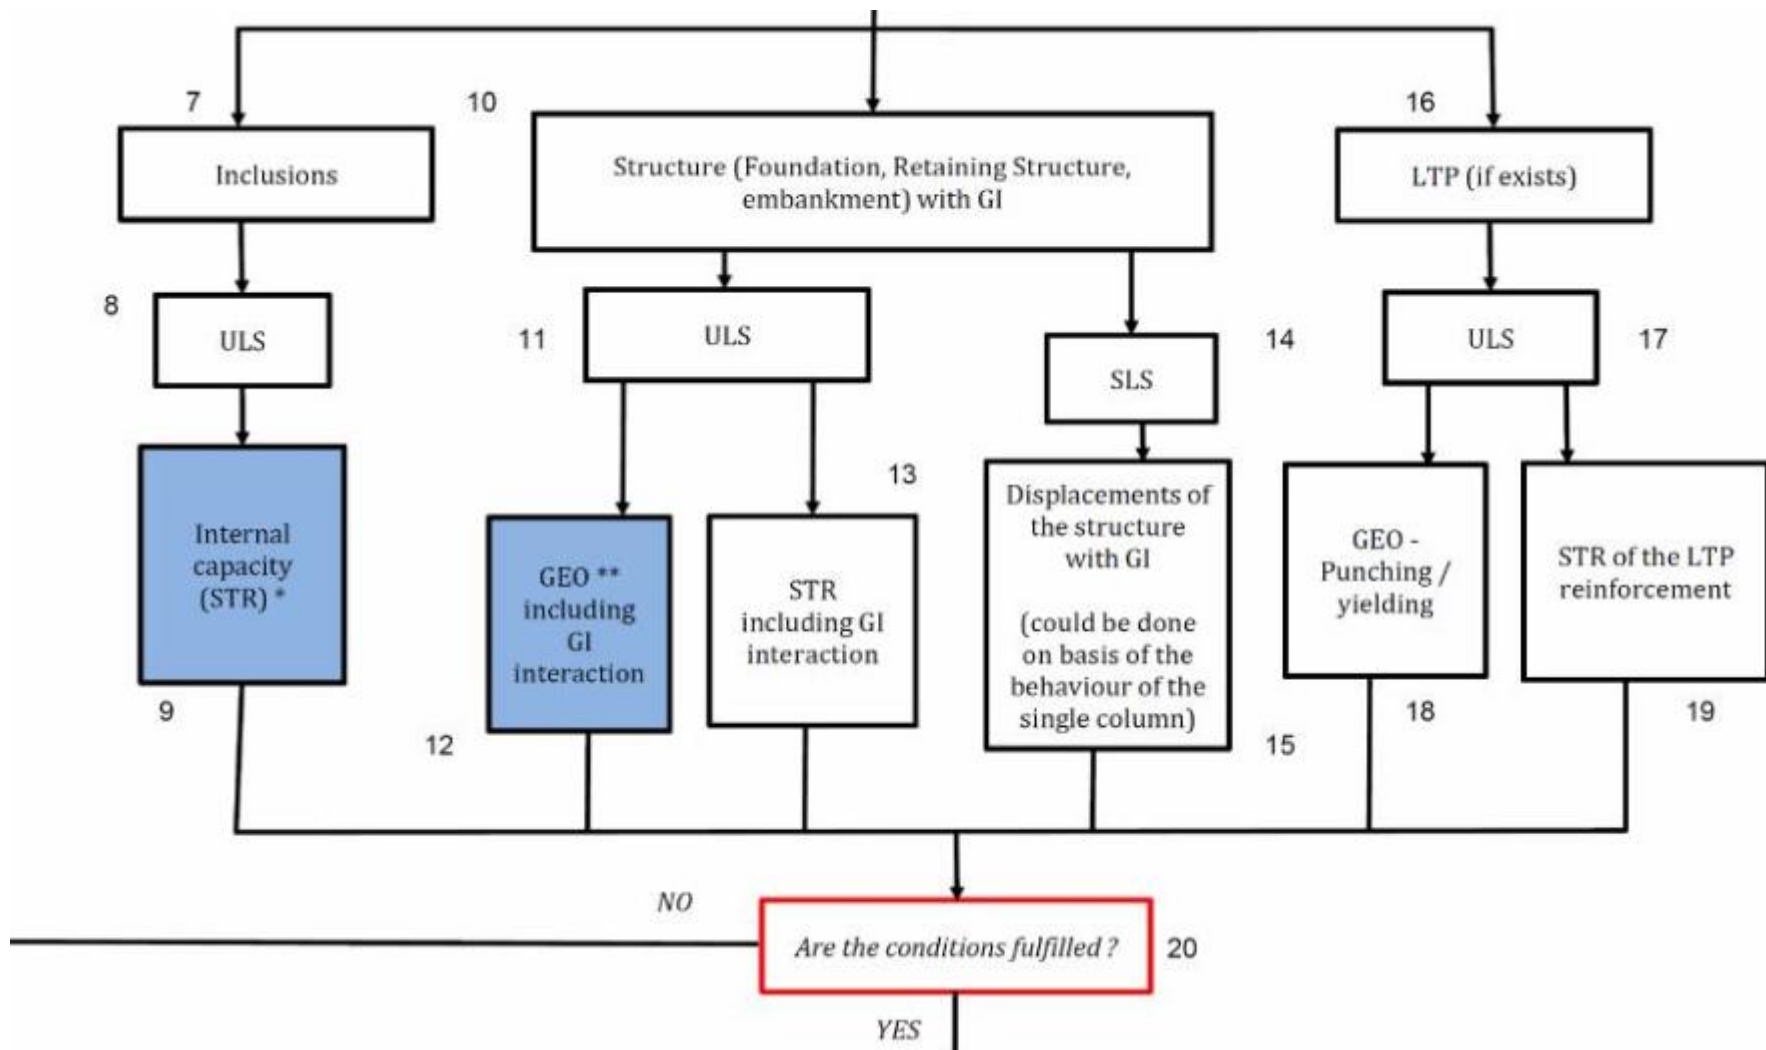 7
Inclusions
8
ULS
Internal
capacity
(STR) *
9
10
Structure (Foundation, Retaining Structure,
embankment) with GI
11
ULS
GEO **
including
GI
interaction
12
13
STR
including GI
interaction
14
SLS
Displacements of
the structure
with GI
(could be done
on basis of the
behaviour of the
single column)
15
16
LTP (if exists)
ULS
17
GEO -
Punching /
yielding
18
STR of the LTP
reinforcement
19
NO
Are the conditions fulfilled ?
20
YES